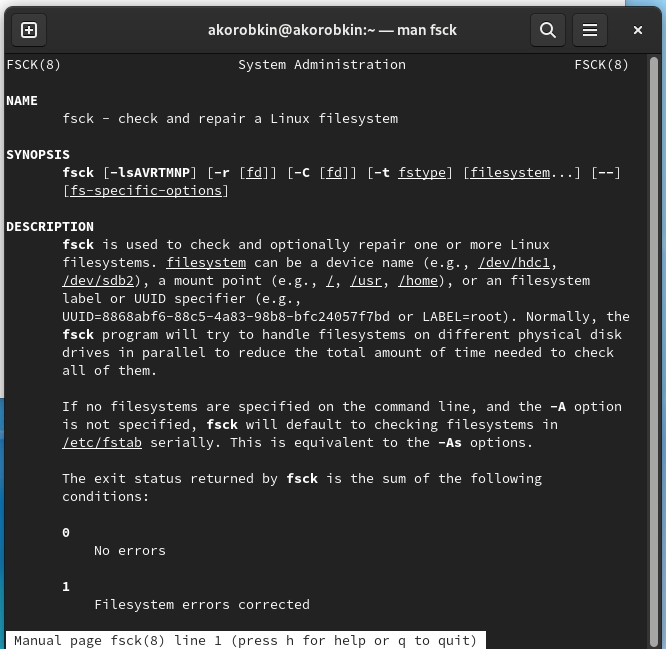 akorobkin@akorobkin:~ — man fsck
FSCK(8) System Administration FSCK(8)
NAME
fsck - check and repair a Linux filesystem
SYNOPSIS
fsck [-lsAVRTMNP] [-r [fd]] [-C [fd]] [-t fstype] [filesystem...] [--]
[fs-specific-options]
DESCRIPTION
fsck is used to check and optionally repair one or more Linux
filesystems. filesystem can be a device name (e.g., /dev/hdc1,
/dev/sdb2), a mount point (e.g., /, /usr, /home), or an filesystem
label or UUID specifier (e.g.,
UUID=8868abf6-88c5-4a83-98b8-bfc24057f7bd or LABEL=root). Normally, the
fsck program will try to handle filesystems on different physical disk
drives in parallel to reduce the total amount of time needed to check
all of them.
If no filesystems are specified on the command line, and the -A option
is not specified, fsck will default to checking filesystems in
/etc/fstab serially. This is equivalent to the -As options.
The exit status returned by fsck is the sum of the following
conditions:
0
No errors
1
Filesystem errors corrected
Manual page fsck(8) line 1 (press h for help or q to quit)